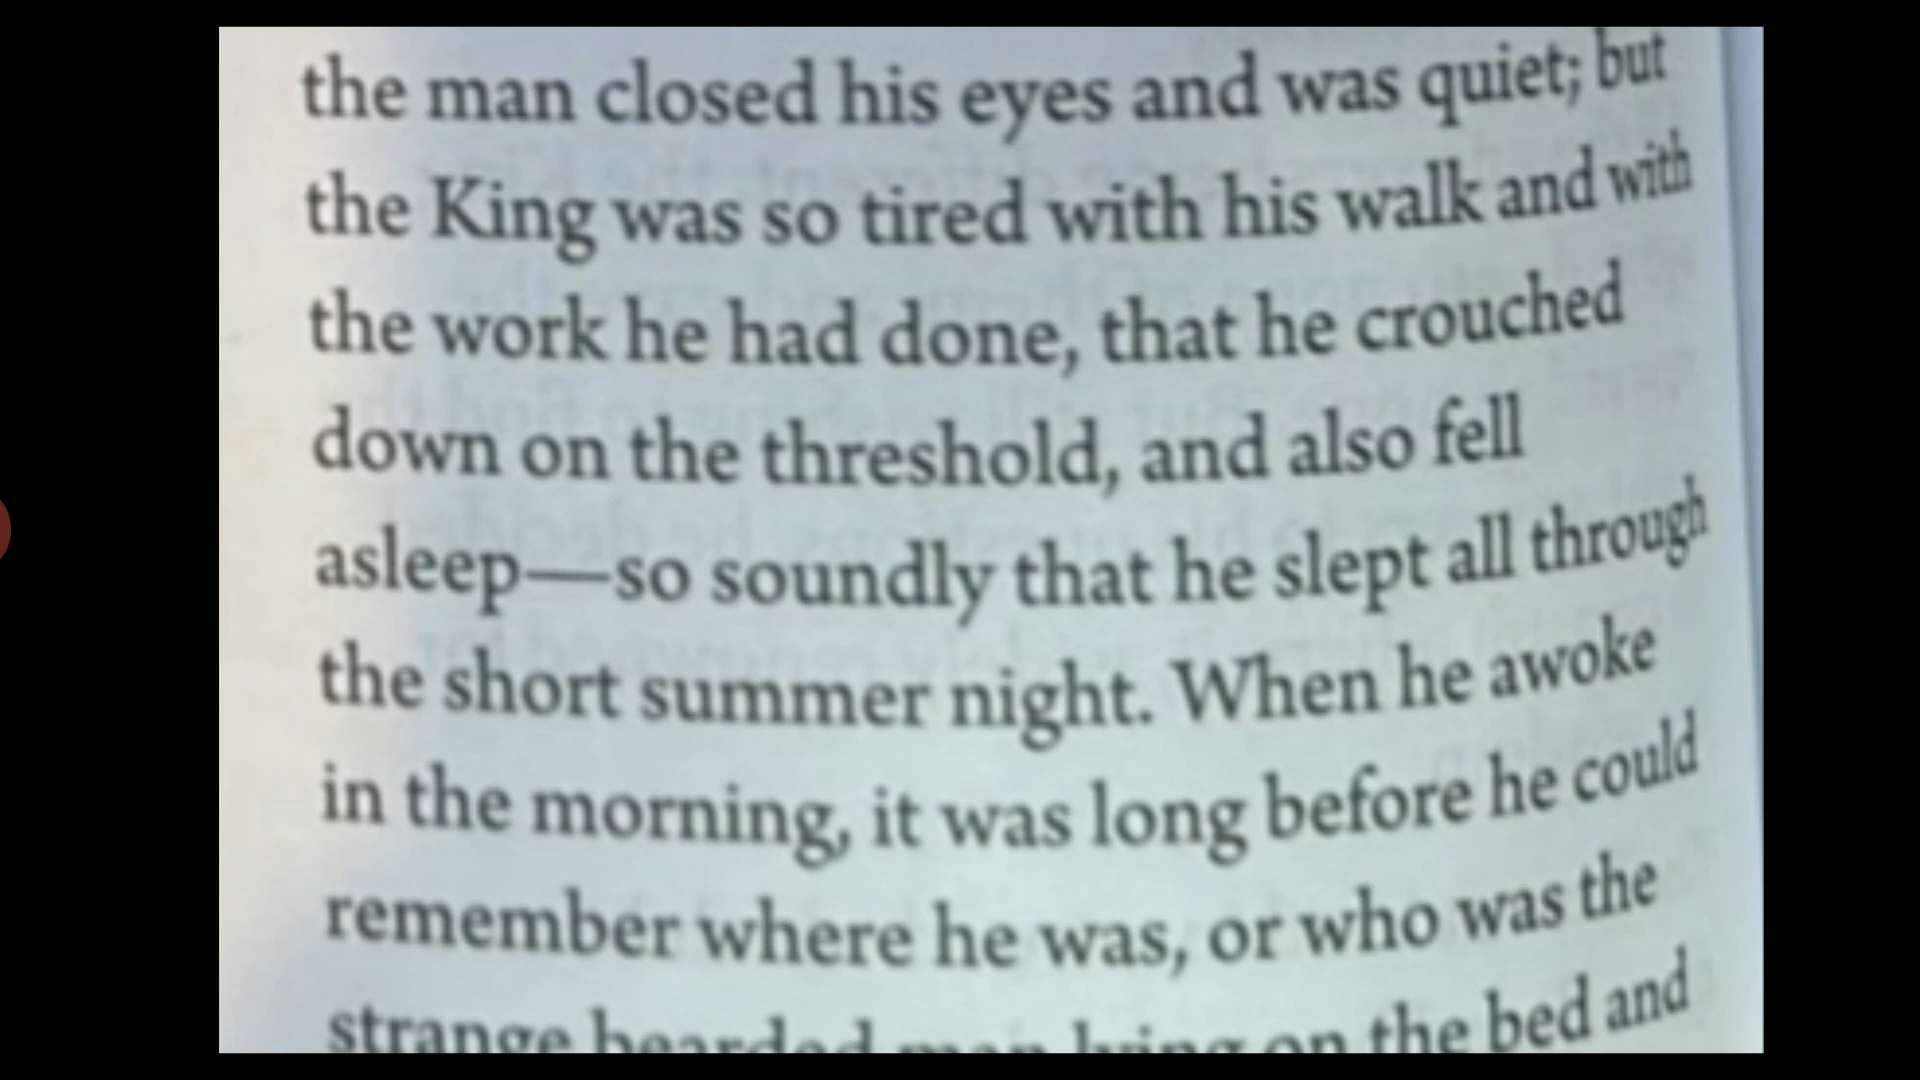 the man closed his eyes and was quiet; but
the King was so tired with his walk and with
the work he had done, that he crouched
down on the threshold, and also fell
asleep—so soundly that he slept all through
the short summer night. When he awoke
in the morning, it was long before he could
remember where he was, or who was the
strange bearded man lying on the bed and